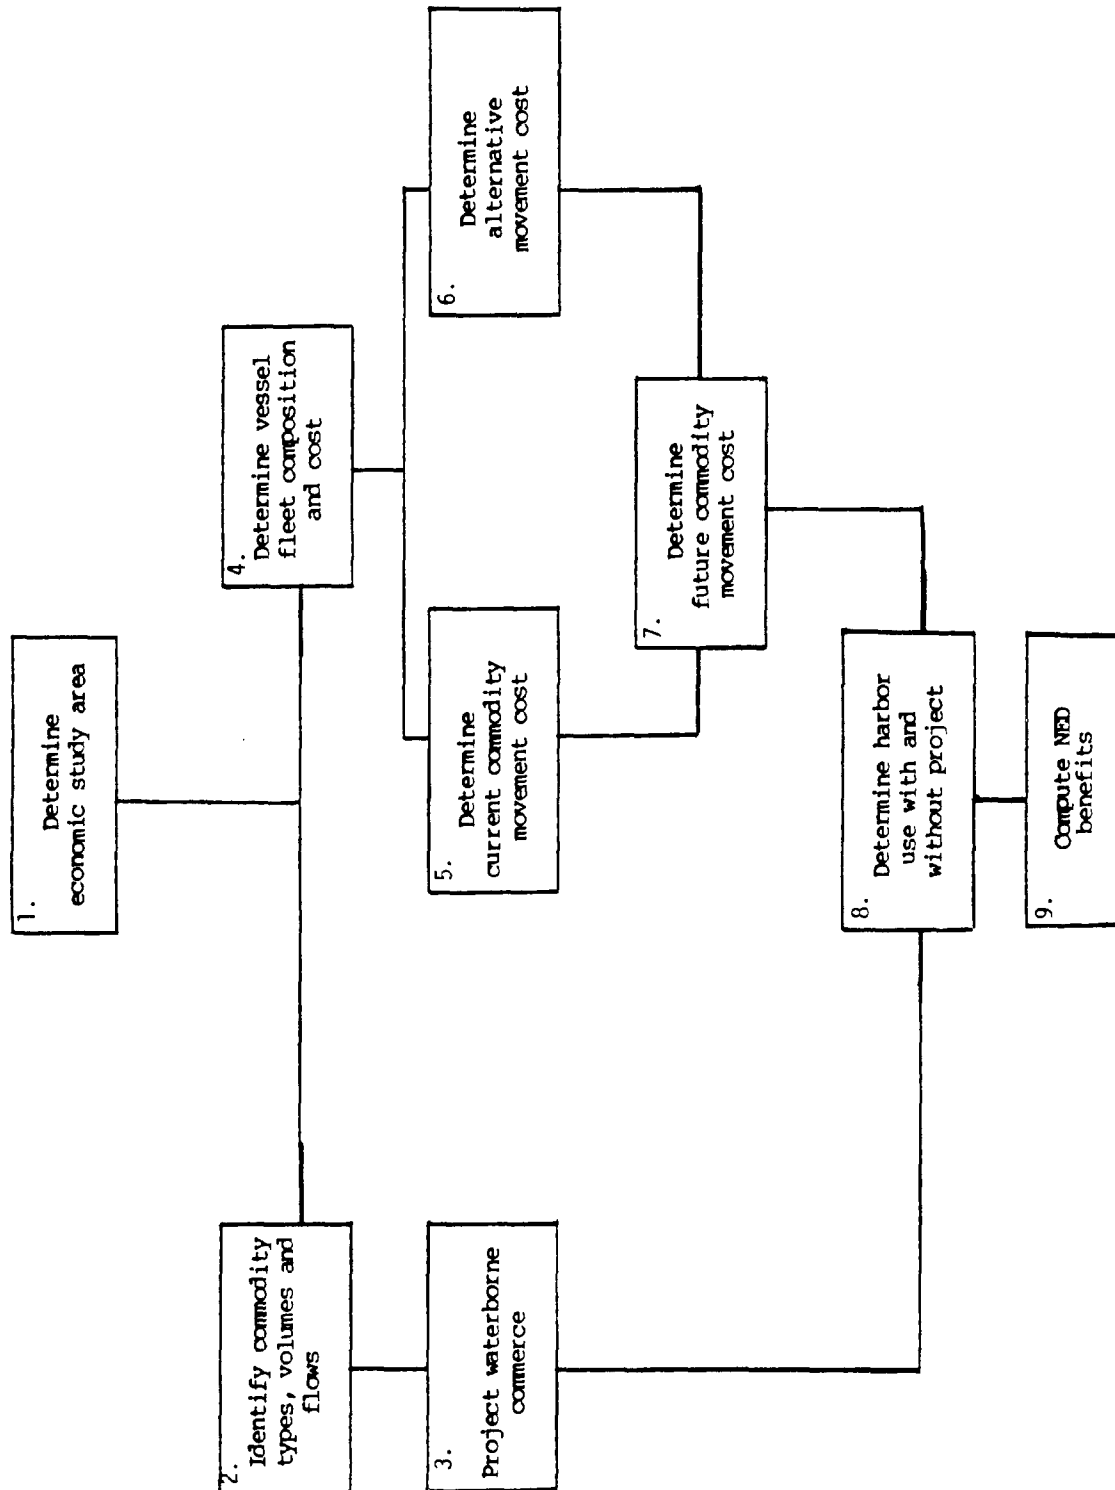 1.
Determine
economic study area
2.
Identify commodity
types, volumes and
flows
3.
Project waterborne
commerce
4.
Determine vessel
fleet composition
and cost
5.
Determine
current commodity
movement cost
6.
Determine
alternative
movement cost
7.
Determine
future commodity
movement cost
8.
Determine harbor
use with and
without project
9.
Compute NED
benefits